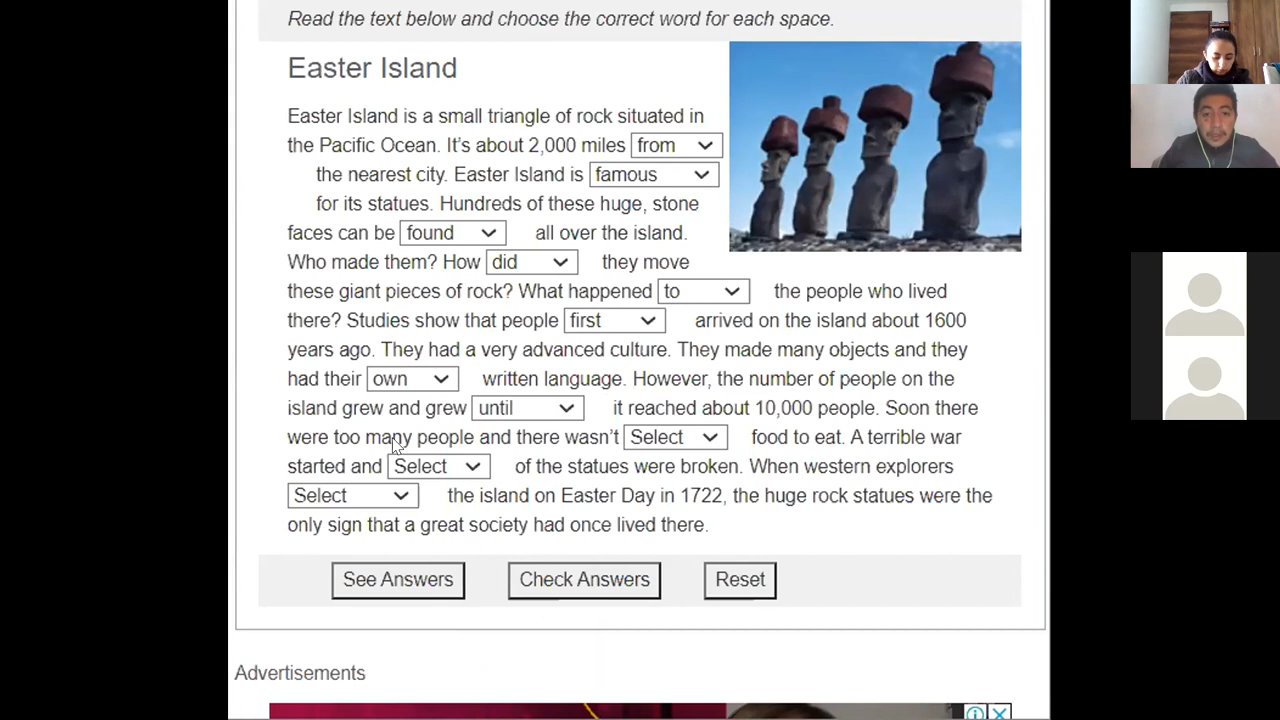 Read the text below and choose the correct word for each space.
Easter Island
Easter Island is a small triangle of rock situated in
the Pacific Ocean. It's about 2,000 miles from
the nearest city. Easter Island is famous
for its statues. Hundreds of these huge, stone
faces can be found all over the island.
Who made them? How did they move
these giant pieces of rock? What happened to the people who lived
there? Studies show that people first arrived on the island about 1600
years ago. They had a very advanced culture. They made many objects and they
had their own written language. However, the number of people on the
island grew and grew until it reached about 10,000 people. Soon there
were too many people and there wasn't Select food to eat. A terrible war
started and Select of the statues were broken. When western explorers
Select the island on Easter Day in 1722, the huge rock statues were the
only sign that a great society had once lived there.
See Answers Check Answers Reset
Advertisements